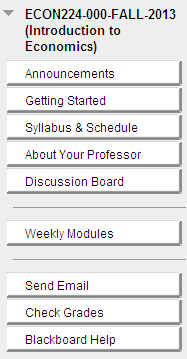 ECON224-000-FALL-2013
(Introduction to
Economics)
Announcements
Getting Started
Syllabus & Schedule
About Your Professor
Discussion Board
Weekly Modules
Send Email
Check Grades
Blackboard Help